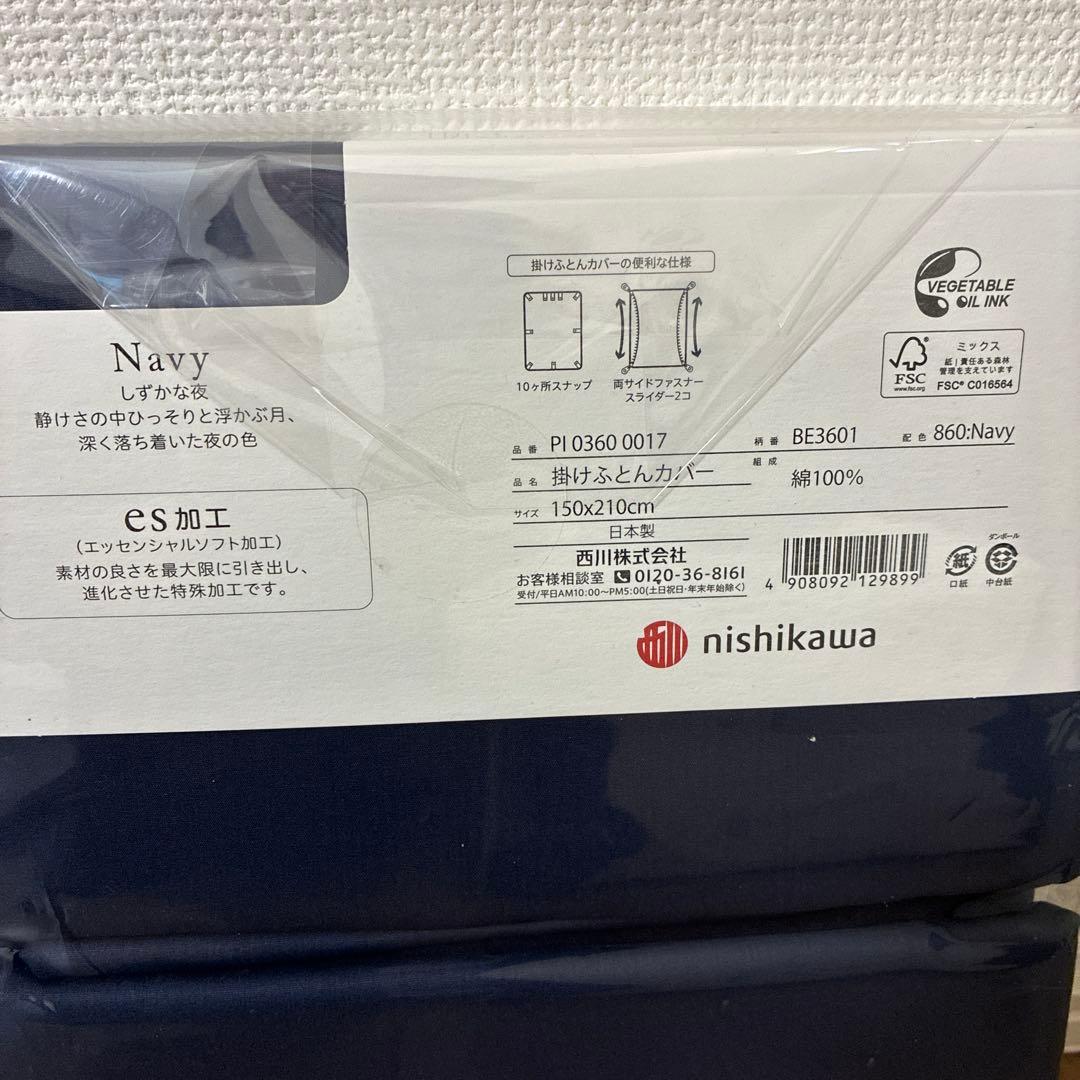 Navy
しずかな夜
静けさの中ひっそりと浮かぶ月、
深く落ち着いた夜の色
es加工
(エッセンシャルソフト加工)
素材の良さを最大限に引き出し、
進化させた特殊加工です。
掛けふとんカバーの便利な仕様
10ヶ所スナップ
両サイドファスナー
スライダー2コ
VEGETABLE
OIL INK
FSC
www.fsc.org
ミックス
紙|責任ある森林
管理を支えています
FSC® C016564
品番 PI 0360 0017 柄番 BE3601 配色 860:Navy
品名 掛けふとんカバー 組成 綿100%
サイズ 150x210cm
日本製
西川株式会社
お客様相談室 0120-36-8161
受付/平日AM10:00~PM5:00(土日祝日・年末年始除く)
4 908092 129899
紙
口紙
ダンボール
中台紙
西川 nishikawa